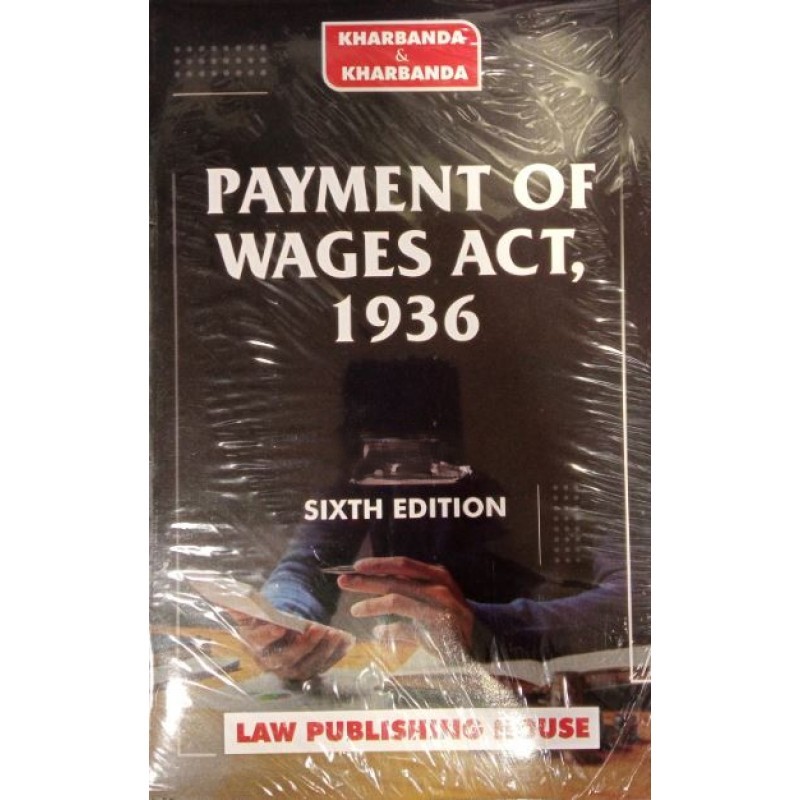 KHARBANDA
&
KHARBANDA
PAYMENT OF
WAGES ACT,
1936
SIXTH EDITION
LAW PUBLISHING HOUSE